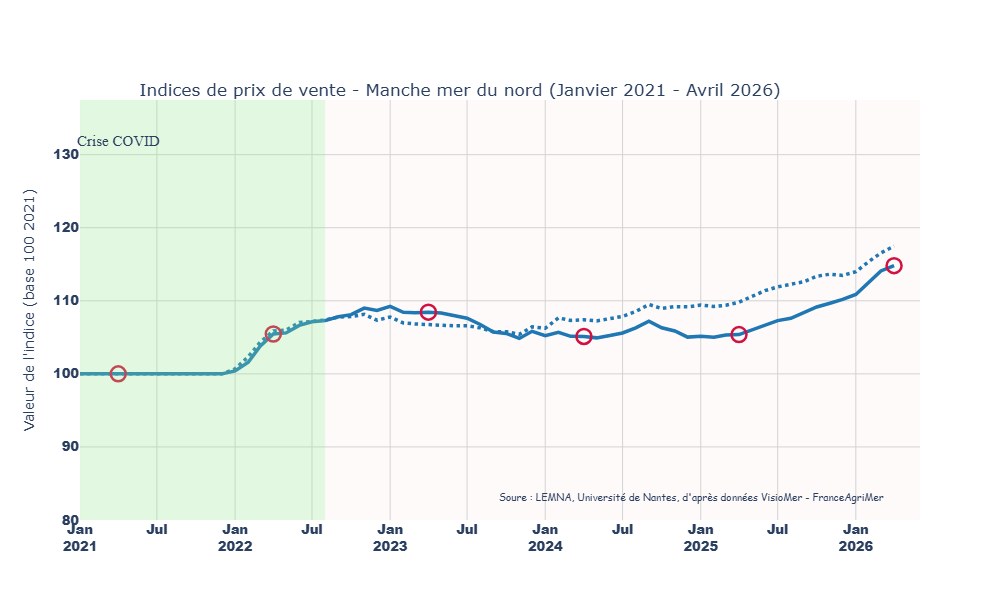 Indices de prix de vente - Manche mer du nord (Janvier 2021 - Avril 2026)
Crise COVID
Valeur de l'indice (base 100 2021)
130
120
110
100
90
80
Soure : LEMNA, Université de Nantes, d'après données VisioMer - FranceAgriMer
Jan Jul Jan Jul Jan Jul Jan Jul Jan Jul Jan
2021 2022 2023 2024 2025 2026